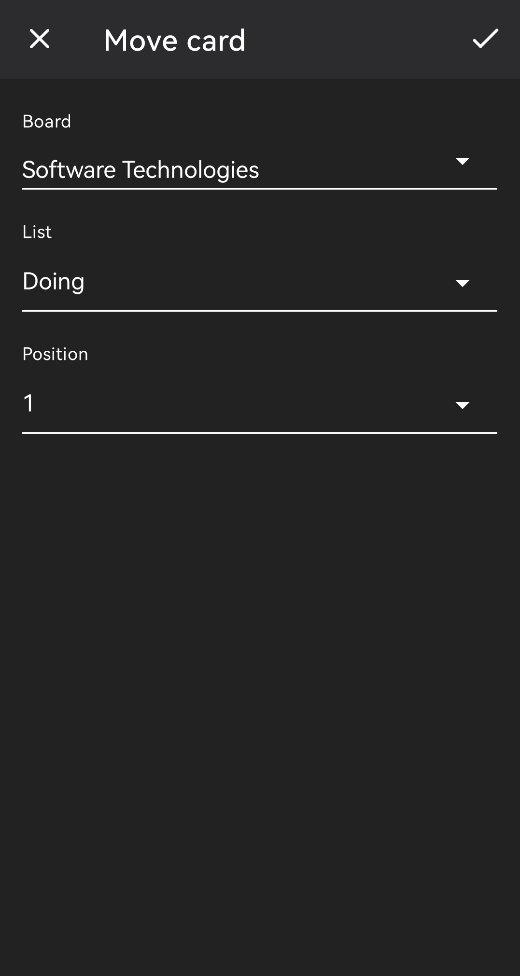 Move card
Board
Software Technologies
List
Doing
Position
1